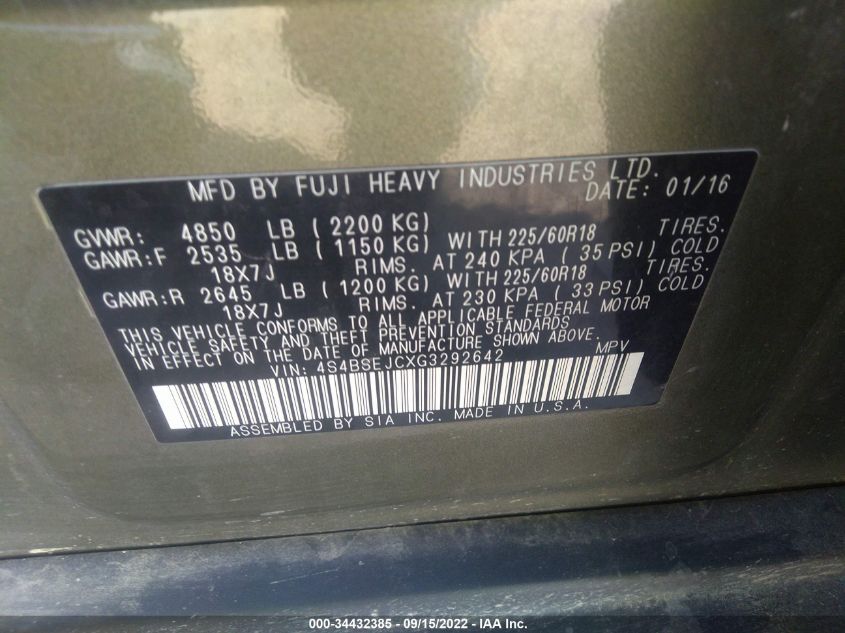 MFD BY FUJI HEAVY INDUSTRIES LTD.
DATE: 01/16
GVWR: 4850 LB ( 2200 KG)
GAWR:F 2535 LB ( 1150 KG) WITH 225/60R18 TIRES.
18X7J RIMS. AT 240 KPA ( 35 PSI) COLD
GAWR:R 2645 LB ( 1200 KG) WITH 225/60R18 TIRES.
18X7J RIMS. AT 230 KPA ( 33 PSI) COLD
THIS VEHICLE CONFORMS TO ALL APPLICABLE FEDERAL MOTOR
VEHICLE SAFETY AND THEFT PREVENTION STANDARDS
IN EFFECT ON THE DATE OF MANUFACTURE SHOWN ABOVE.
VIN: 4S4BSEJCXG3292642 MPV
ASSEMBLED BY SIA INC. MADE IN U.S.A.
000-34432385 - 09/15/2022 - IAA Inc.